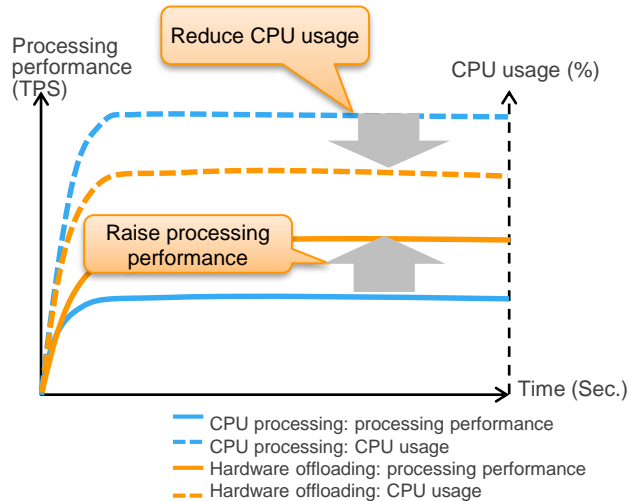 Processing
performance
(TPS)
Reduce CPU usage
CPU usage (%)
Raise processing
performance
Time (Sec.)
CPU processing: processing performance
CPU processing: CPU usage
Hardware offloading: processing performance
Hardware offloading: CPU usage